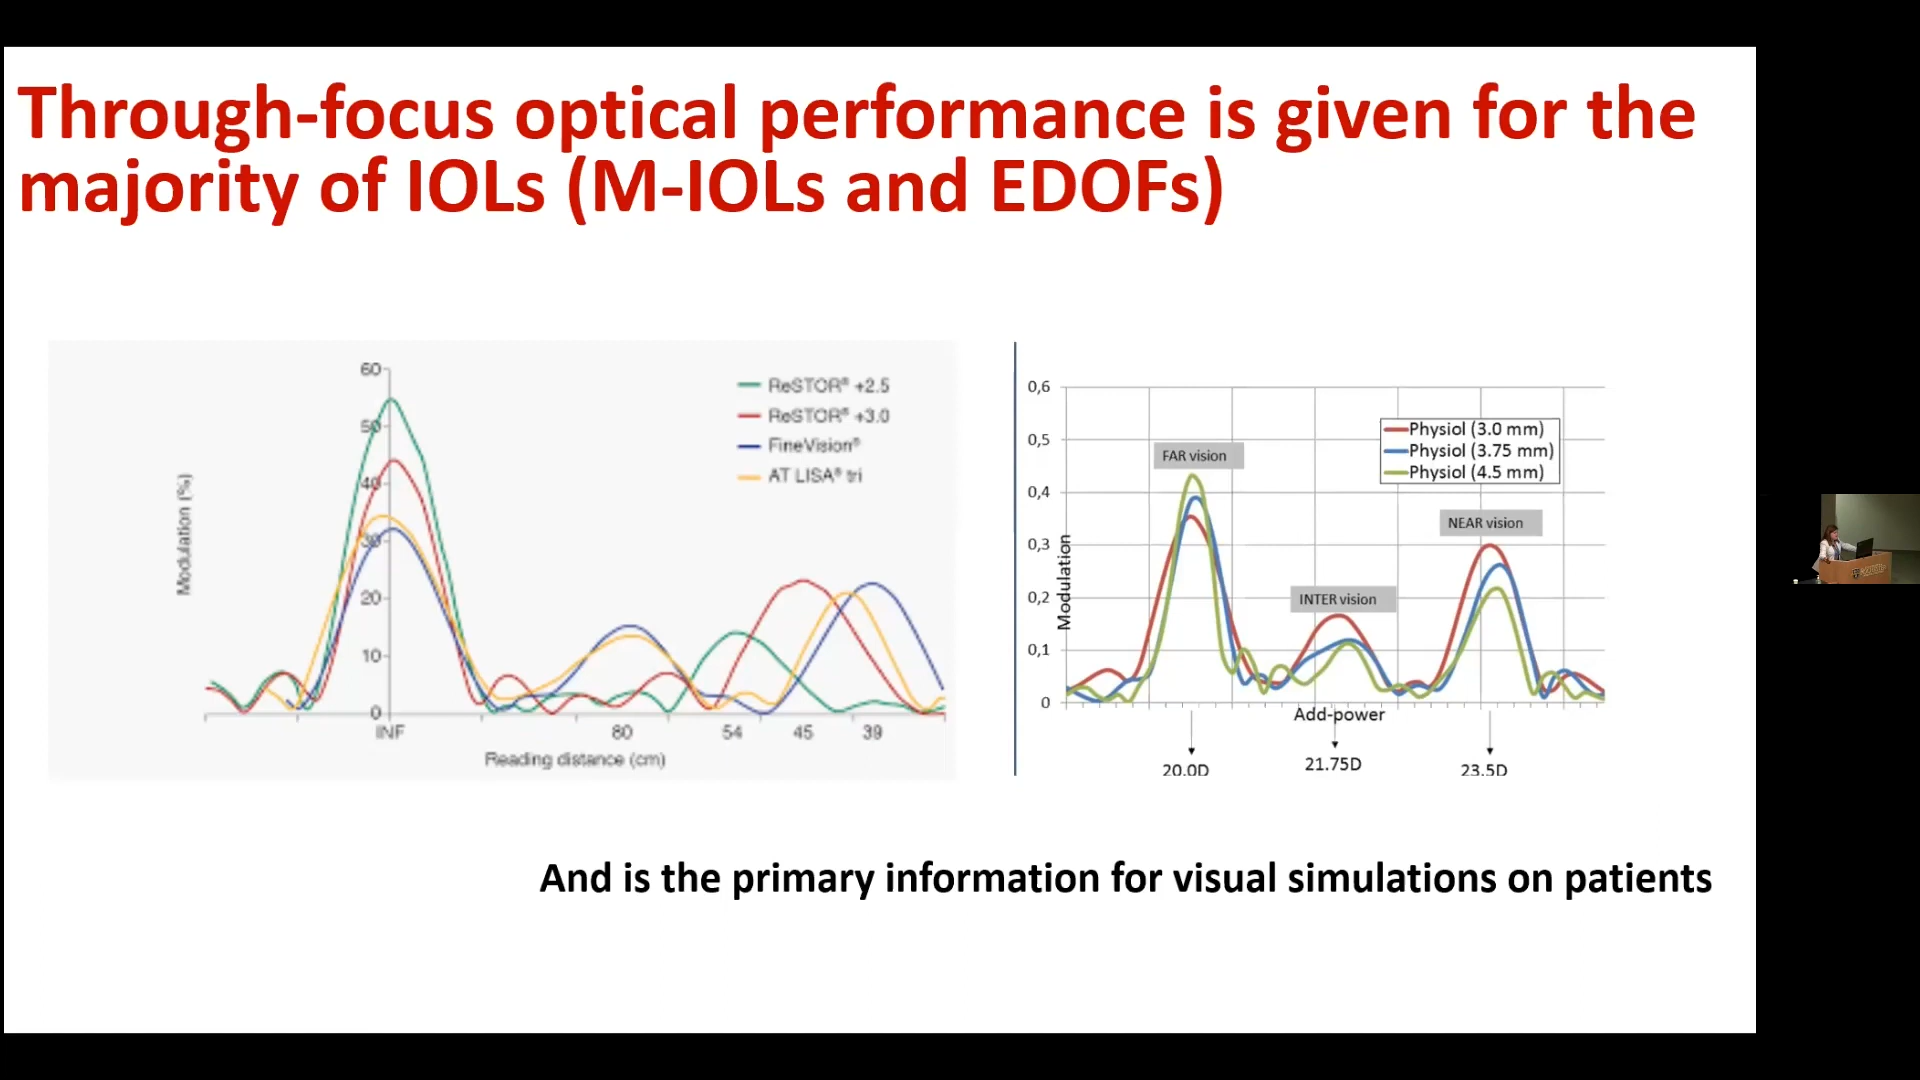 Through-focus optical performance is given for the
majority of IOLs (M-IOLs and EDOFs)
60
50
40
30
20
10
0
Modulation (%)
ReSTOR® +2.5
ReSTOR® +3.0
FineVision®
AT LISA® tri
INF 80 54 45 39
Reading distance (cm)
0,6
0,5
0,4
0,3
0,2
0,1
0
Modulation
FAR vision
INTER vision
NEAR vision
Physiol (3.0 mm)
Physiol (3.75 mm)
Physiol (4.5 mm)
Add-power
20.0D 21.75D 23.5D
And is the primary information for visual simulations on patients